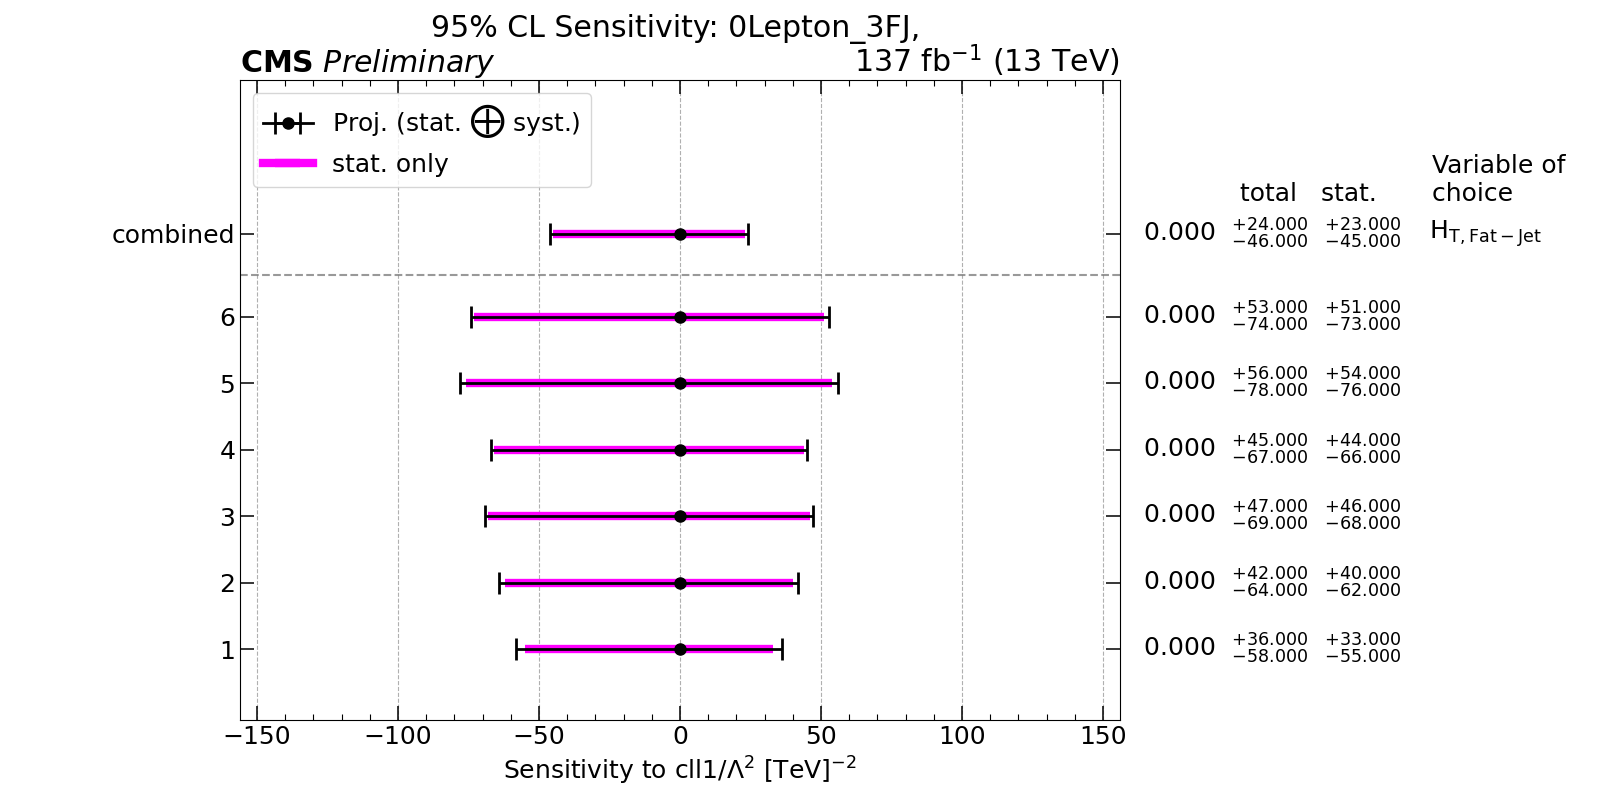 95% CL Sensitivity: 0Lepton_3FJ,
CMS Preliminary 137 fb⁻¹ (13 TeV)
Proj. (stat. ⊕ syst.)
stat. only
Variable of
total stat. choice
combined 0.000 +24.000 −46.000 +23.000 −45.000 H_T, Fat−Jet
6 0.000 +53.000 −74.000 +51.000 −73.000
5 0.000 +56.000 −78.000 +54.000 −76.000
4 0.000 +45.000 −67.000 +44.000 −66.000
3 0.000 +47.000 −69.000 +46.000 −68.000
2 0.000 +42.000 −64.000 +40.000 −62.000
1 0.000 +36.000 −58.000 +33.000 −55.000
−150 −100 −50 0 50 100 150
Sensitivity to cll1/Λ² [TeV]⁻²